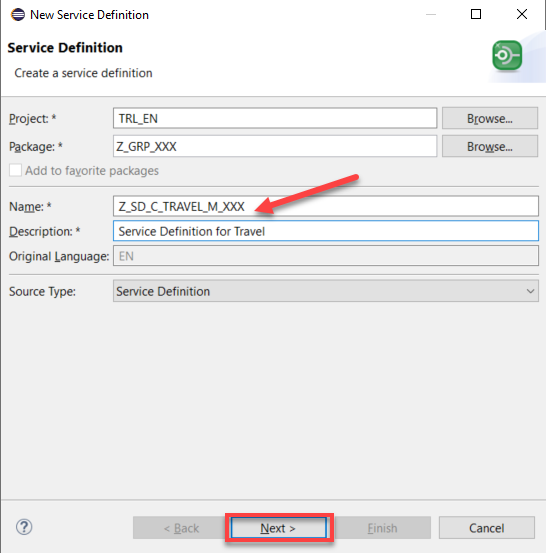 New Service Definition
Service Definition
Create a service definition
Project: * TRL_EN Browse...
Package: * Z_GRP_XXX Browse...
Add to favorite packages
Name: * Z_SD_C_TRAVEL_M_XXX
Description: * Service Definition for Travel
Original Language: EN
Source Type: Service Definition
? < Back Next > Finish Cancel